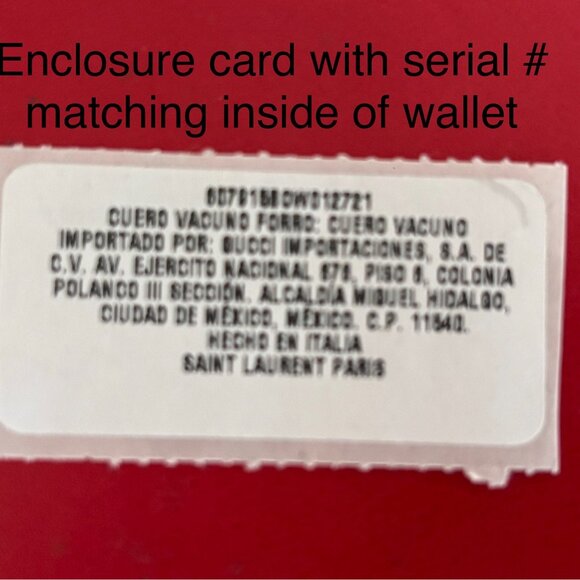 Enclosure card with serial #
matching inside of wallet
CUERO VACUNO FORRO: CUERO VACUNO
IMPORTADO POR: GUCCI IMPORTACIONES, S.A. DE
C.V. AV. EJERCITO NACIONAL PISO COLONIA
POLANCO III SECCIÓN. ALCALDÍA MIGUEL HIDALGO,
CIUDAD DE MÉXICO, MÉXICO. C.P.
HECHO EN ITALIA
SAINT LAURENT PARIS